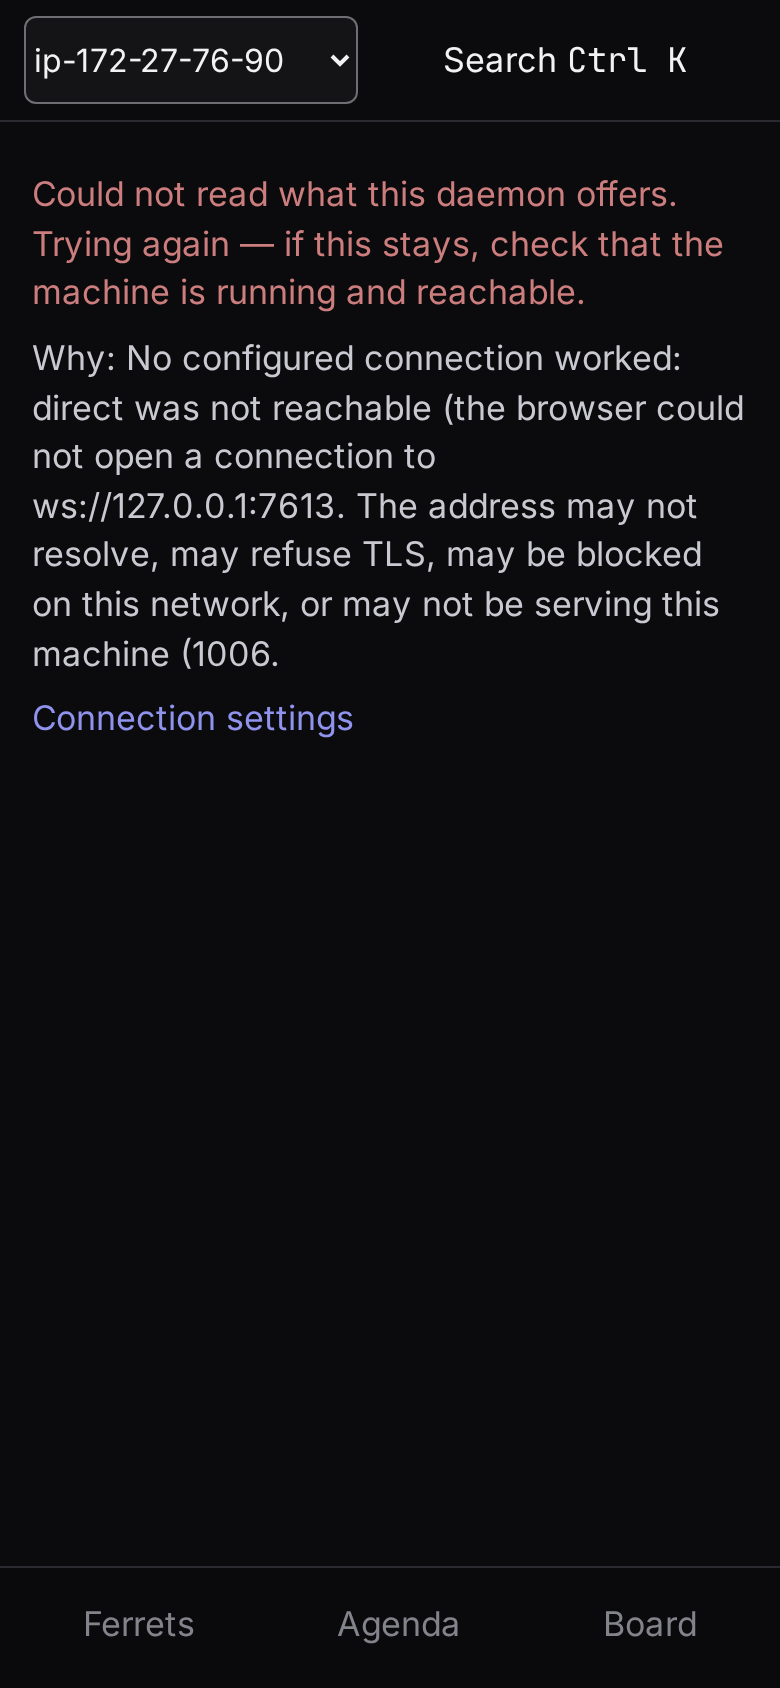 ip-172-27-76-90
Search Ctrl K
Could not read what this daemon offers.
Trying again — if this stays, check that the
machine is running and reachable.
Why: No configured connection worked:
direct was not reachable (the browser could
not open a connection to
ws://127.0.0.1:7613. The address may not
resolve, may refuse TLS, may be blocked
on this network, or may not be serving this
machine (1006.
Connection settings
Ferrets Agenda Board